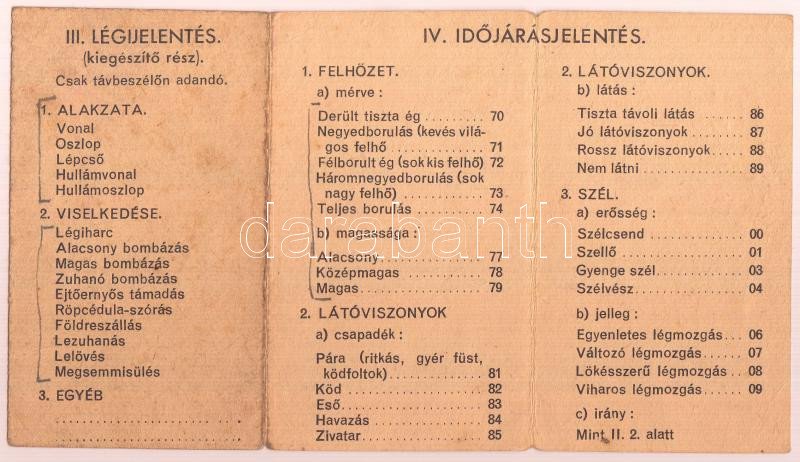 III. LÉGIJELENTÉS.
(kiegészítő rész).
Csak távbeszélőn adandó.
1. ALAKZATA.
Vonal
Oszlop
Lépcső
Hullámvonal
Hullámoszlop
2. VISELKEDÉSE.
Légiharc
Alacsony bombázás
Magas bombázás
Zuhanó bombázás
Ejtőernyős támadás
Röpcédula-szórás
Földreszállás
Lezuhanás
Lelövés
Megsemmisülés
3. EGYÉB
IV. IDŐJÁRÁSJELENTÉS.
1. FELHŐZET.
a) mérve :
Derült tiszta ég ......... 70
Negyedborulás (kevés vilá-
gos felhő ............. 71
Félborult ég (sok kis felhő) 72
Háromnegyedborulás (sok
nagy felhő) ............ 73
Teljes borulás ........... 74
b) magassága :
Alacsony ............... 77
Középmagas ............ 78
Magas .................. 79
2. LÁTÓVISZONYOK
a) csapadék :
Pára (ritkás, gyér füst,
ködfoltok) ............. 81
Köd .................... 82
Eső ..................... 83
Havazás ................ 84
Zivatar ................. 85
2. LÁTÓVISZONYOK.
b) látás :
Tiszta távoli látás ...... 86
Jó látóviszonyok ........ 87
Rossz látóviszonyok ..... 88
Nem látni ............... 89
3. SZÉL.
a) erősség :
Szélcsend ............... 00
Szellő ................... 01
Gyenge szél ............. 03
Szélvész ................. 04
b) jelleg :
Egyenletes légmozgás ... 06
Változó légmozgás ...... 07
Lökésszerű légmozgás .. 08
Viharos légmozgás ...... 09
c) irány :
Mint II. 2. alatt
darabanth